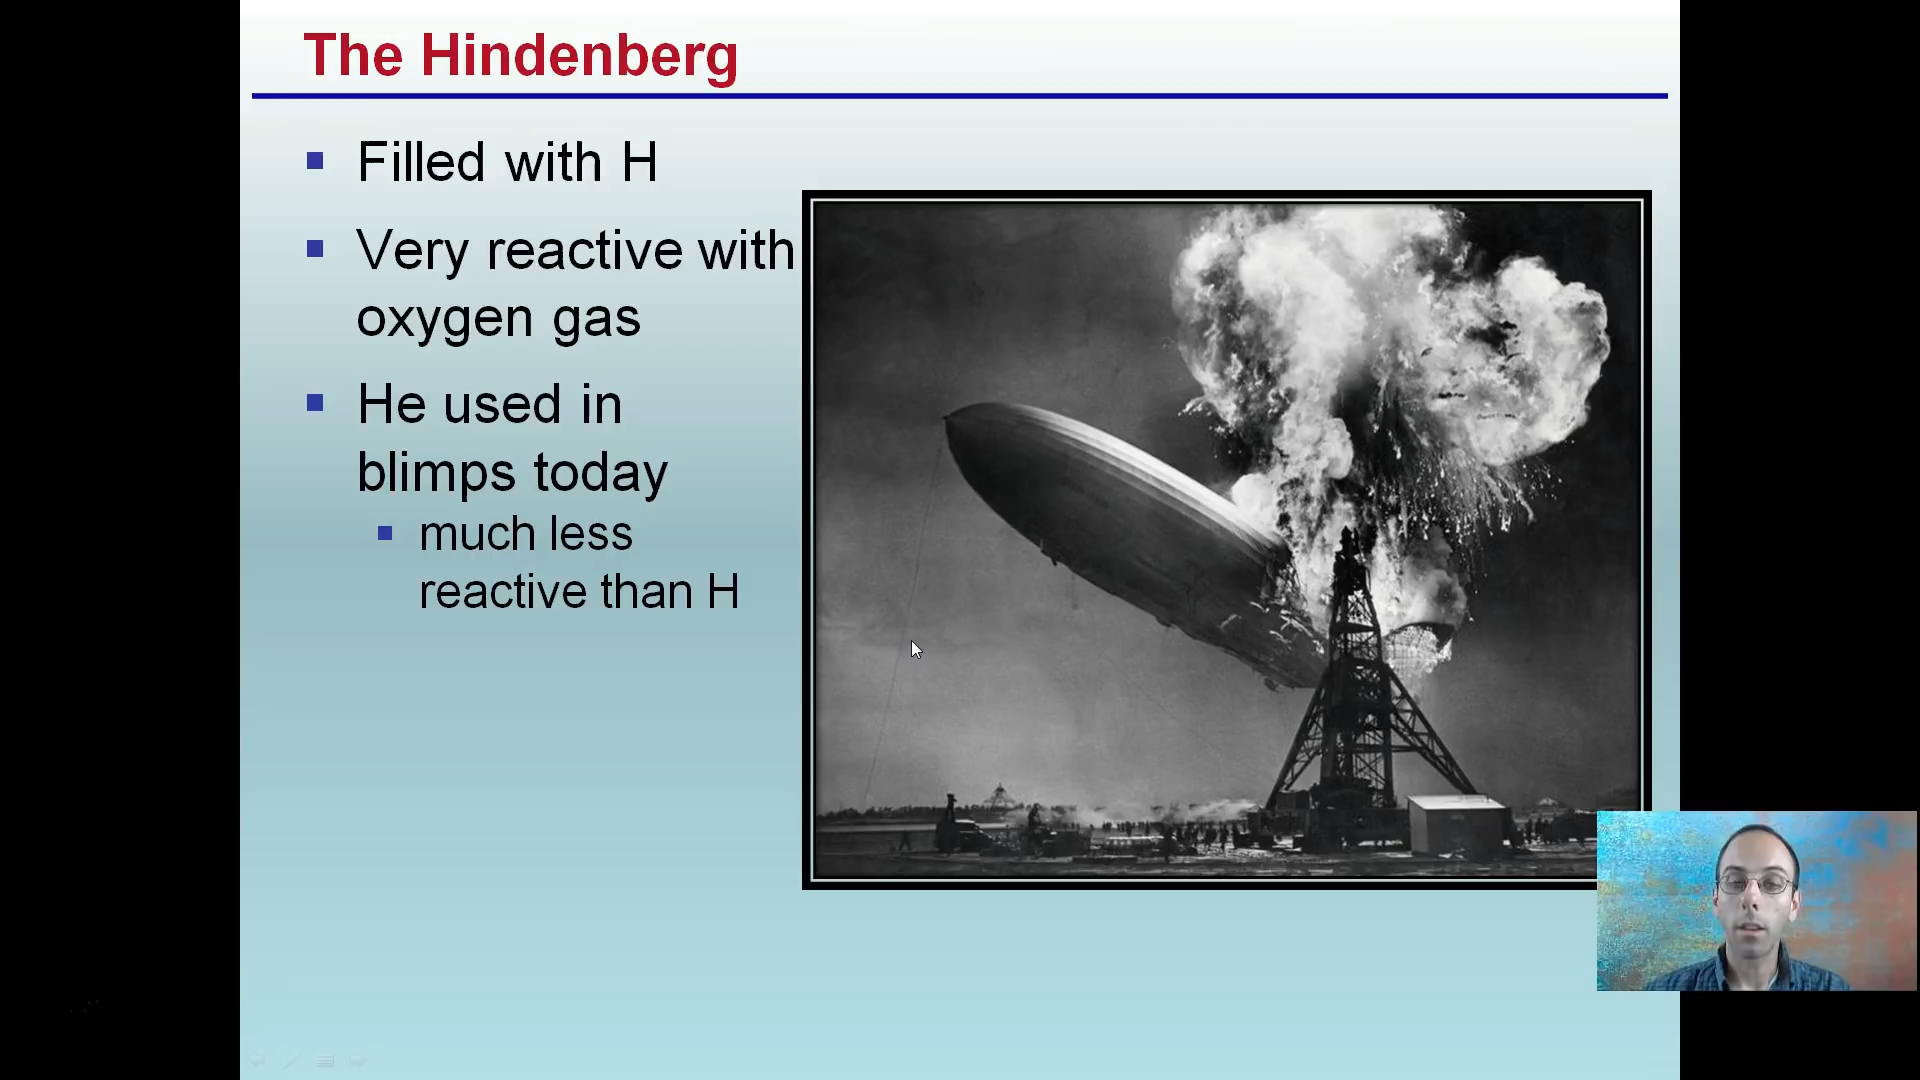 The Hindenberg
Filled with H
Very reactive with
oxygen gas
He used in
blimps today
much less
reactive than H